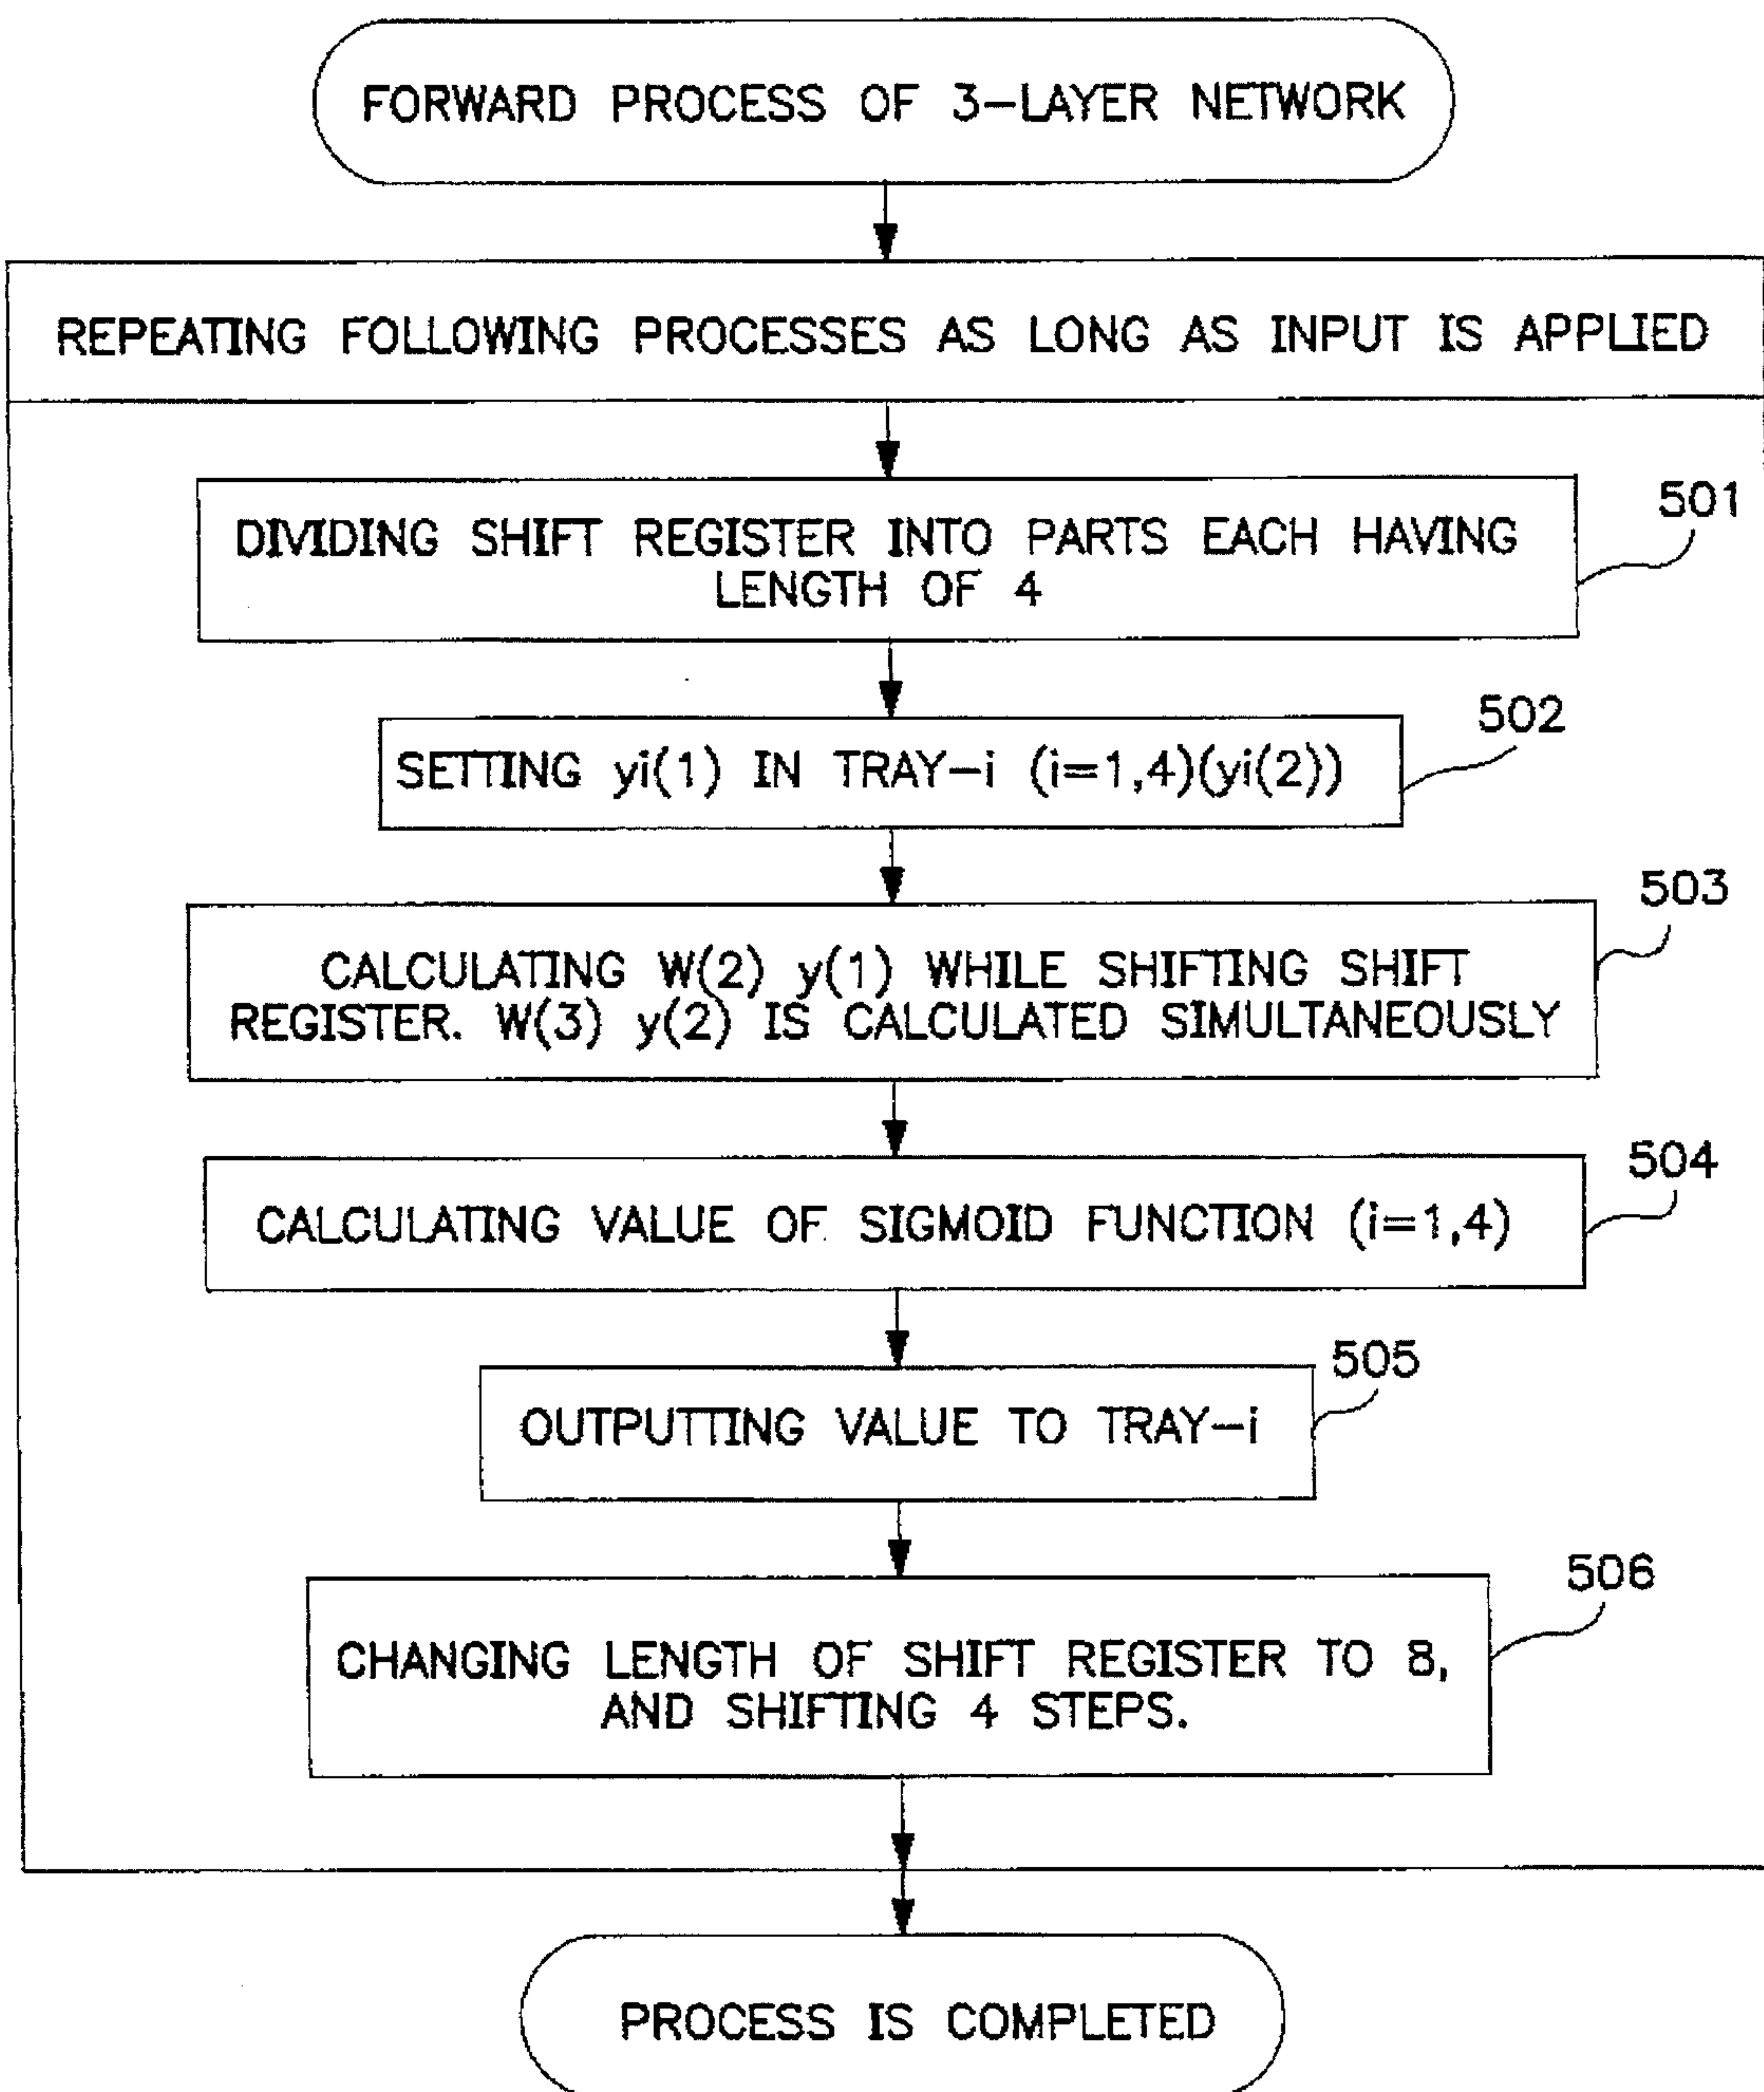 FORWARD PROCESS OF 3-LAYER NETWORK
REPEATING FOLLOWING PROCESSES AS LONG AS INPUT IS APPLIED
501
DIVIDING SHIFT REGISTER INTO PARTS EACH HAVING
LENGTH OF 4
502
SETTING yi(1) IN TRAY-i (i=1,4)(yi(2))
503
CALCULATING W(2) y(1) WHILE SHIFTING SHIFT
REGISTER. W(3) y(2) IS CALCULATED SIMULTANEOUSLY
504
CALCULATING VALUE OF SIGMOID FUNCTION (i=1,4)
505
OUTPUTTING VALUE TO TRAY-i
506
CHANGING LENGTH OF SHIFT REGISTER TO 8,
AND SHIFTING 4 STEPS.
PROCESS IS COMPLETED